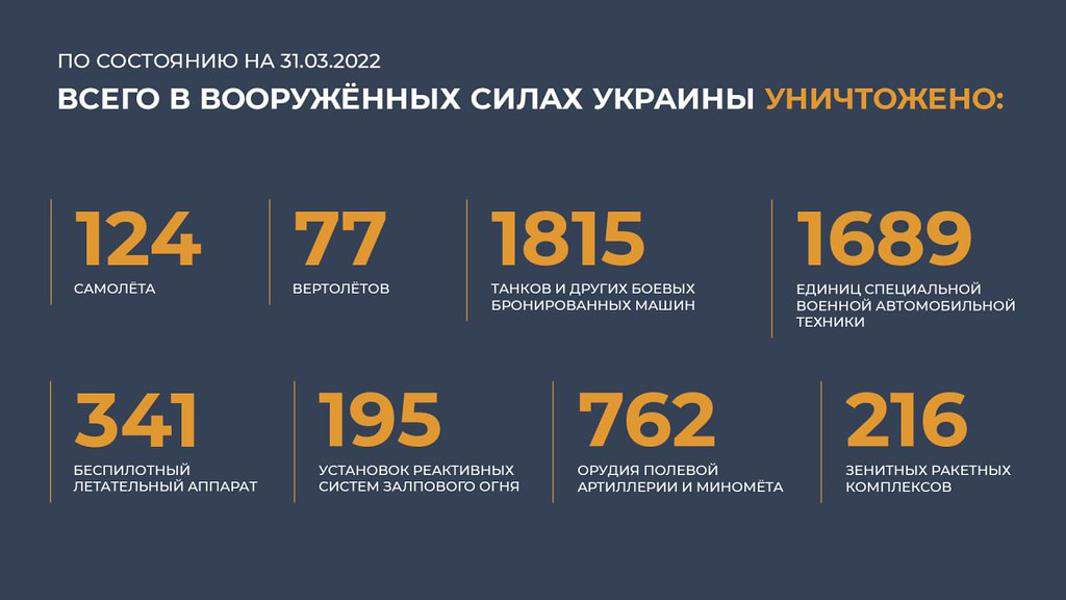 ПО СОСТОЯНИЮ НА 31.03.2022
ВСЕГО В ВООРУЖЁННЫХ СИЛАХ УКРАИНЫ УНИЧТОЖЕНО:
124
САМОЛЁТА
77
ВЕРТОЛЁТОВ
1815
ТАНКОВ И ДРУГИХ БОЕВЫХ
БРОНИРОВАННЫХ МАШИН
1689
ЕДИНИЦ СПЕЦИАЛЬНОЙ
ВОЕННОЙ АВТОМОБИЛЬНОЙ
ТЕХНИКИ
341
БЕСПИЛОТНЫЙ
ЛЕТАТЕЛЬНЫЙ АППАРАТ
195
УСТАНОВОК РЕАКТИВНЫХ
СИСТЕМ ЗАЛПОВОГО ОГНЯ
762
ОРУДИЯ ПОЛЕВОЙ
АРТИЛЛЕРИИ И МИНОМЁТА
216
ЗЕНИТНЫХ РАКЕТНЫХ
КОМПЛЕКСОВ